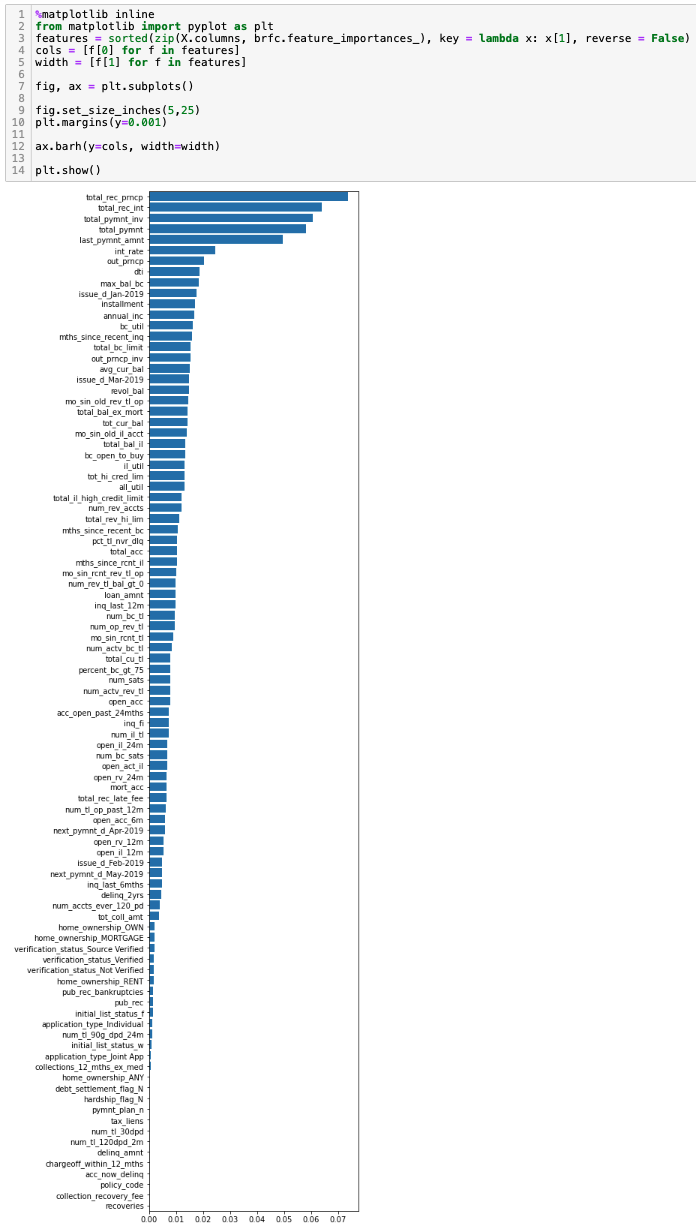 1 %matplotlib inline
2 from matplotlib import pyplot as plt
3 features = sorted(zip(X.columns, brfc.feature_importances_), key = lambda x: x[1], reverse = False)
4 cols = [f[0] for f in features]
5 width = [f[1] for f in features]
6
7 fig, ax = plt.subplots()
8
9 fig.set_size_inches(5,25)
10 plt.margins(y=0.001)
11
12 ax.barh(y=cols, width=width)
13
14 plt.show()
total_rec_prncp
total_rec_int
total_pymnt_inv
total_pymnt
last_pymnt_amnt
int_rate
out_prncp
dti
max_bal_bc
issue_d_Jan-2019
installment
annual_inc
bc_util
mths_since_recent_inq
total_bc_limit
out_prncp_inv
avg_cur_bal
issue_d_Mar-2019
revol_bal
mo_sin_old_rev_tl_op
total_bal_ex_mort
tot_cur_bal
mo_sin_old_il_acct
total_bal_il
bc_open_to_buy
il_util
tot_hi_cred_lim
all_util
total_il_high_credit_limit
num_rev_accts
total_rev_hi_lim
mths_since_recent_bc
pct_tl_nvr_dlq
total_acc
mths_since_rcnt_il
mo_sin_rcnt_rev_tl_op
num_rev_tl_bal_gt_0
loan_amnt
inq_last_12m
num_bc_tl
num_op_rev_tl
mo_sin_rcnt_tl
num_actv_bc_tl
total_cu_tl
percent_bc_gt_75
num_sats
num_actv_rev_tl
open_acc
acc_open_past_24mths
inq_fi
num_il_tl
open_il_24m
num_bc_sats
open_act_il
open_rv_24m
mort_acc
total_rec_late_fee
num_tl_op_past_12m
open_acc_6m
next_pymnt_d_Apr-2019
open_rv_12m
open_il_12m
issue_d_Feb-2019
next_pymnt_d_May-2019
inq_last_6mths
delinq_2yrs
num_accts_ever_120_pd
tot_coll_amt
home_ownership_OWN
home_ownership_MORTGAGE
verification_status_Source Verified
verification_status_Verified
verification_status_Not Verified
home_ownership_RENT
pub_rec_bankruptcies
pub_rec
initial_list_status_f
application_type_Individual
num_tl_90g_dpd_24m
initial_list_status_w
application_type_Joint App
collections_12_mths_ex_med
home_ownership_ANY
debt_settlement_flag_N
hardship_flag_N
pymnt_plan_n
tax_liens
num_tl_30dpd
num_tl_120dpd_2m
delinq_amnt
chargeoff_within_12_mths
acc_now_delinq
policy_code
collection_recovery_fee
recoveries
0.00 0.01 0.02 0.03 0.04 0.05 0.06 0.07